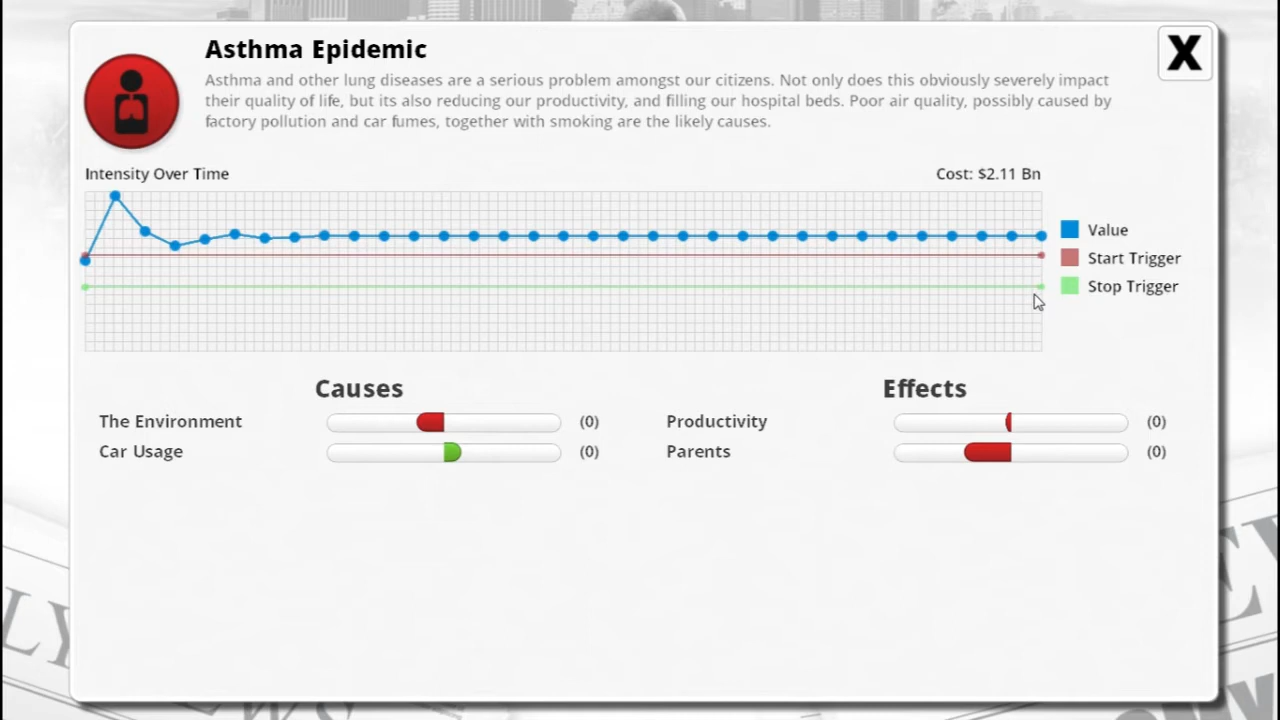 Asthma Epidemic
X
Asthma and other lung diseases are a serious problem amongst our citizens. Not only does this obviously severely impact
their quality of life, but its also reducing our productivity, and filling our hospital beds. Poor air quality, possibly caused by
factory pollution and car fumes, together with smoking are the likely causes.
Intensity Over Time
Cost: $2.11 Bn
Value
Start Trigger
Stop Trigger
Causes
Effects
The Environment (0) Productivity (0)
Car Usage (0) Parents (0)